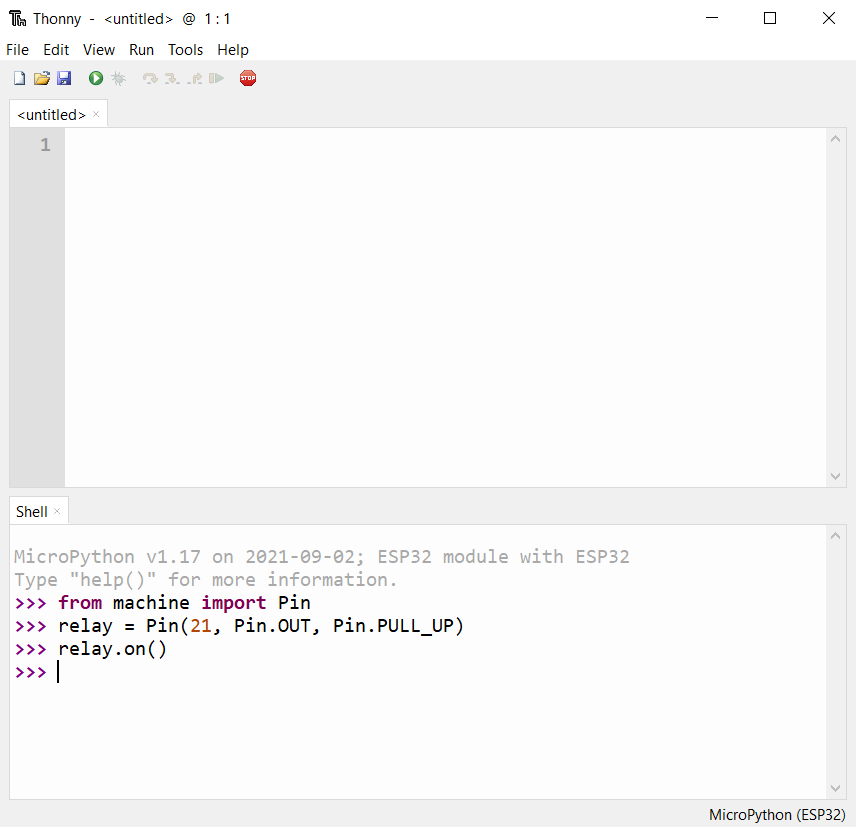 Thonny - <untitled> @ 1 : 1
File Edit View Run Tools Help
STOP
<untitled> ×
1
Shell ×
MicroPython v1.17 on 2021-09-02; ESP32 module with ESP32
Type "help()" for more information.
>>> from machine import Pin
>>> relay = Pin(21, Pin.OUT, Pin.PULL_UP)
>>> relay.on()
>>>
MicroPython (ESP32)